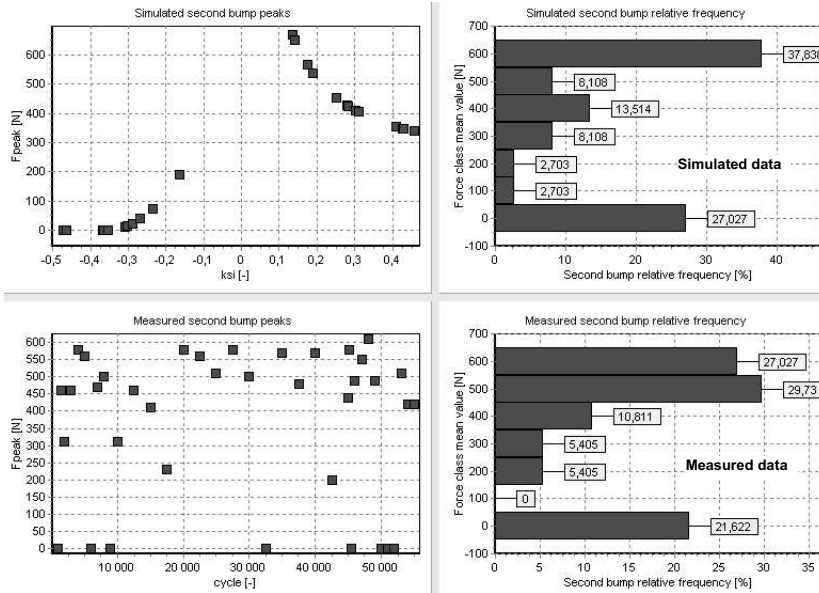 Simulated second bump peaks
Fpeak [N]
600
500
400
300
200
100
0
-0,5 -0,4 -0,3 -0,2 -0,1 0 0,1 0,2 0,3 0,4
ksi [-]
Simulated second bump relative frequency
Force class mean value [N]
700
600
500
400
300
200
100
0
-100
37,838
8,108
13,514
8,108
2,703
2,703
27,027
Simulated data
0 10 20 30 40
Second bump relative frequency [%]
Measured second bump peaks
Fpeak [N]
600
550
500
450
400
350
300
250
200
150
100
50
0
10 000 20 000 30 000 40 000 50 000
cycle [-]
Measured second bump relative frequency
Force class mean value [N]
700
600
500
400
300
200
100
0
-100
27,027
29,73
10,811
5,405
5,405
0
21,622
Measured data
0 5 10 15 20 25 30 35
Second bump relative frequency [%]